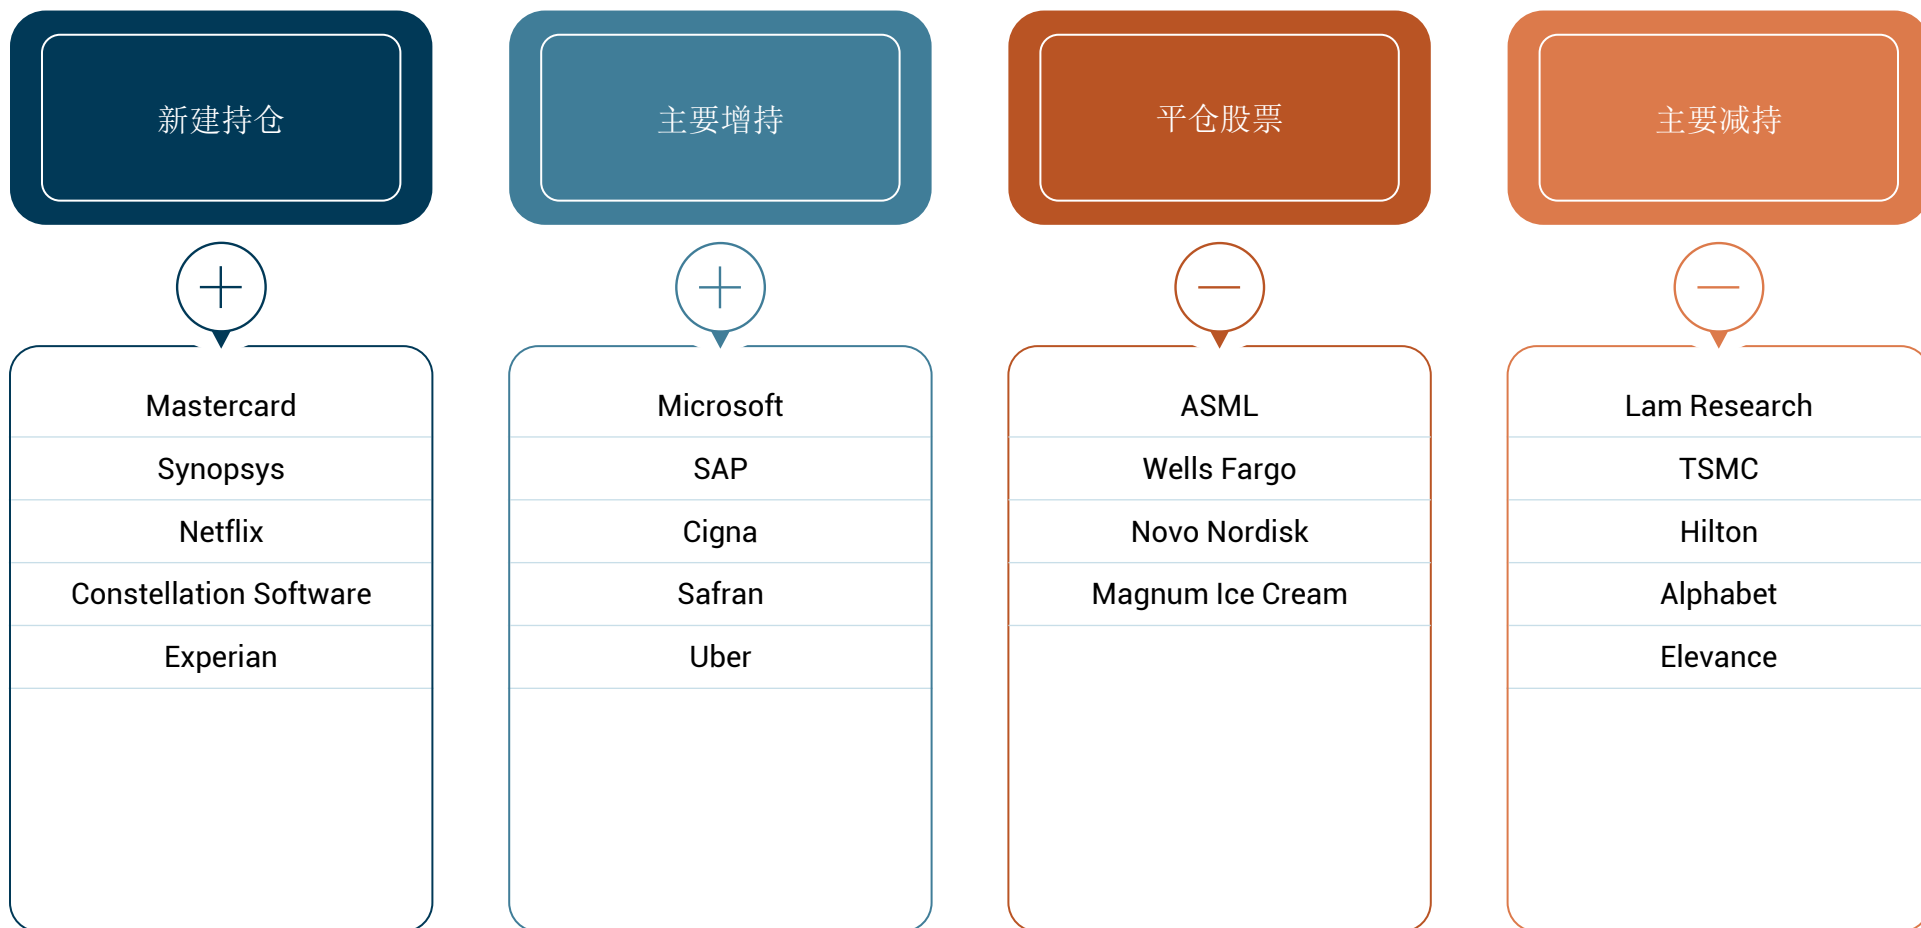 新建持仓
Mastercard
Synopsys
Netflix
Constellation Software
Experian
主要增持
Microsoft
SAP
Cigna
Safran
Uber
平仓股票
ASML
Wells Fargo
Novo Nordisk
Magnum Ice Cream
主要减持
Lam Research
TSMC
Hilton
Alphabet
Elevance